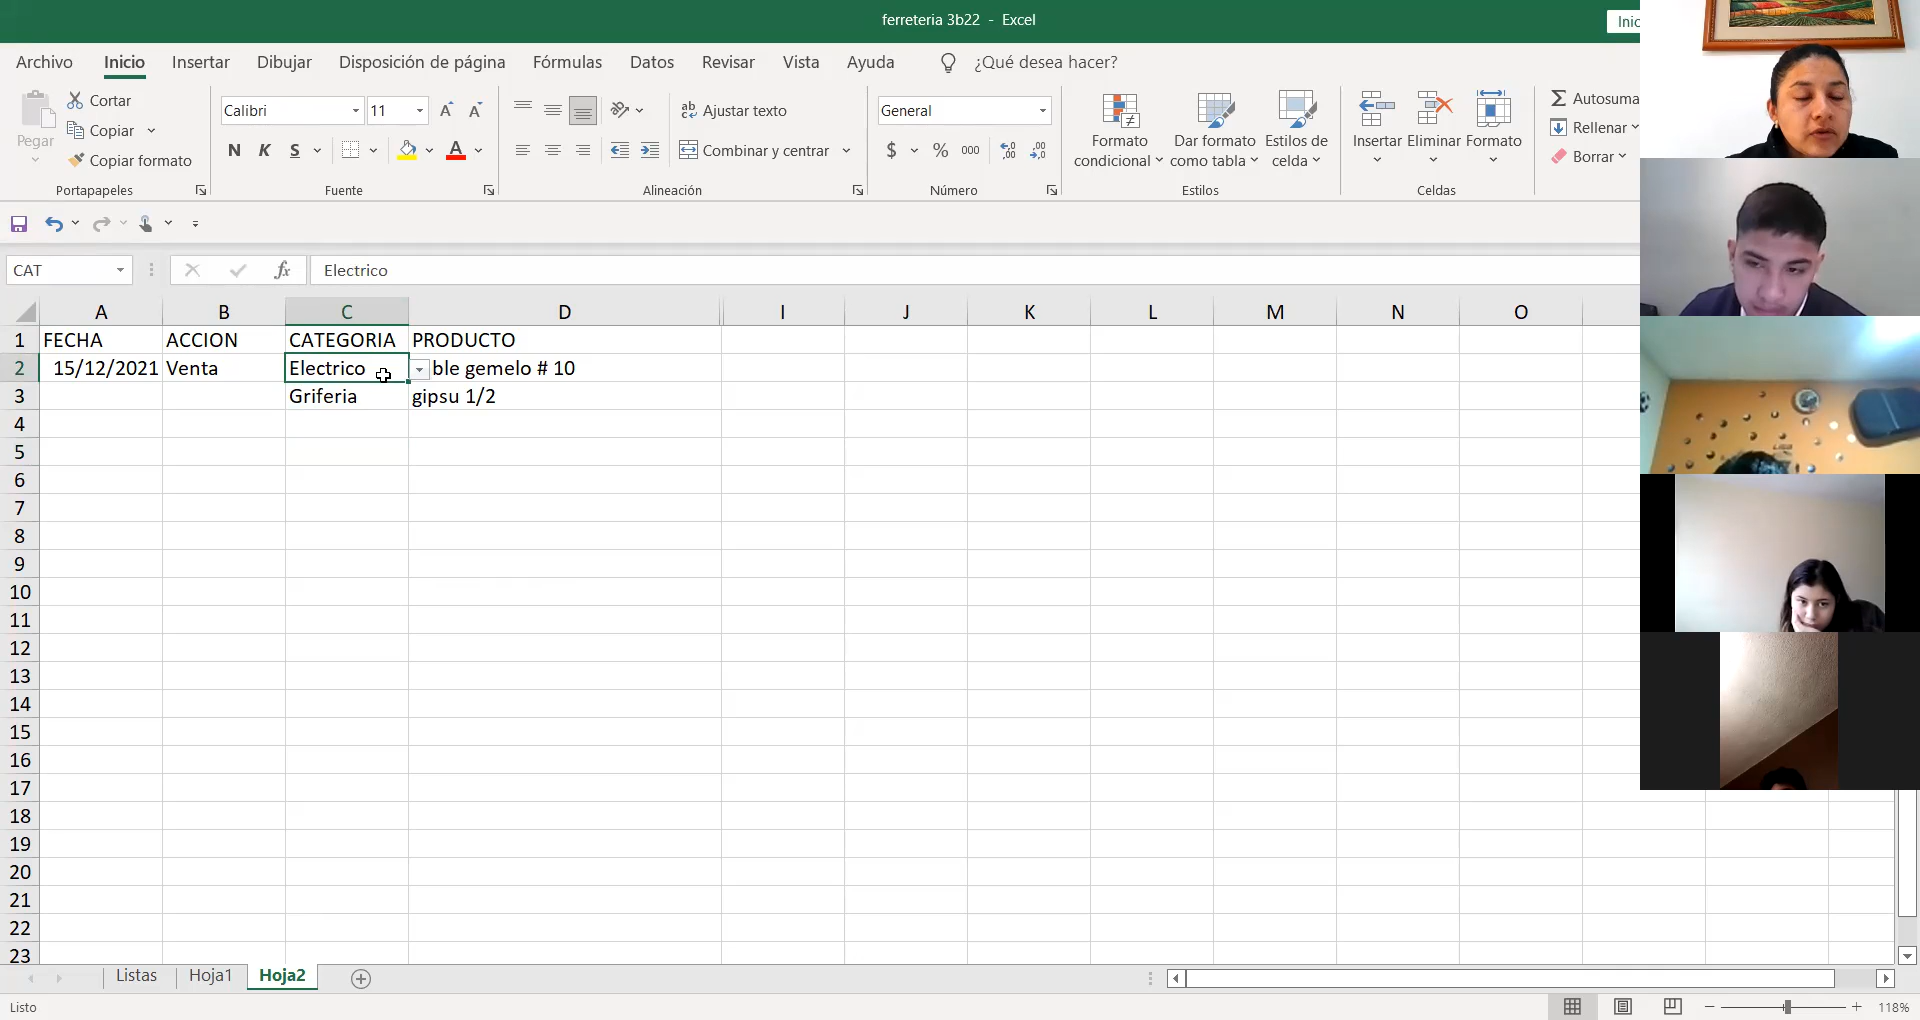 ferreteria 3b22 - Excel
Archivo Inicio Insertar Dibujar Disposición de página Fórmulas Datos Revisar Vista Ayuda ¿Qué desea hacer?
Pegar
Cortar
Copiar
Copiar formato
Portapapeles
Calibri 11
N K S
Fuente
Ajustar texto
Combinar y centrar
Alineación
General
$ % 000
Número
Formato condicional
Dar formato como tabla
Estilos de celda
Estilos
Insertar Eliminar Formato
Celdas
Autosuma
Rellenar
Borrar
CAT fx Electrico
A B C D I J K L M N O
1 FECHA ACCION CATEGORIA PRODUCTO
2 15/12/2021 Venta Electrico ble gemelo # 10
3 Griferia gipsu 1/2
4
5
6
7
8
9
10
11
12
13
14
15
16
17
18
19
20
21
22
23
Listas Hoja1 Hoja2
Listo 118%